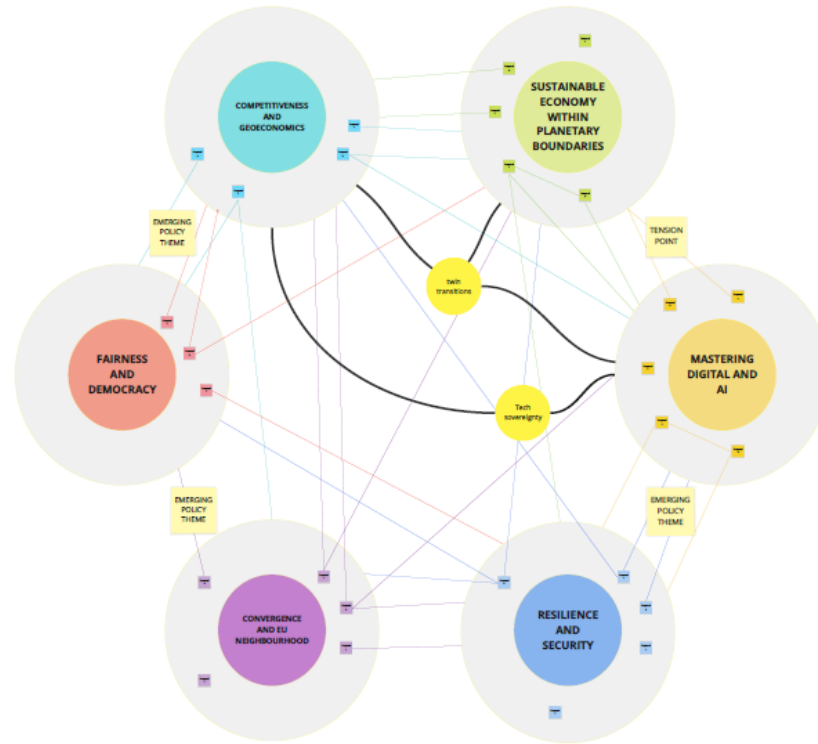 COMPETITIVENESS
AND
GEOECONOMICS
SUSTAINABLE
ECONOMY
WITHIN
PLANETARY
BOUNDARIES
EMERGING
POLICY
THEME
TENSION
POINT
twin
transitions
FAIRNESS
AND
DEMOCRACY
MASTERING
DIGITAL AND
AI
Tech
sovereignty
EMERGING
POLICY
THEME
EMERGING
POLICY
THEME
CONVERGENCE
AND EU
NEIGHBOURHOOD
RESILIENCE
AND
SECURITY